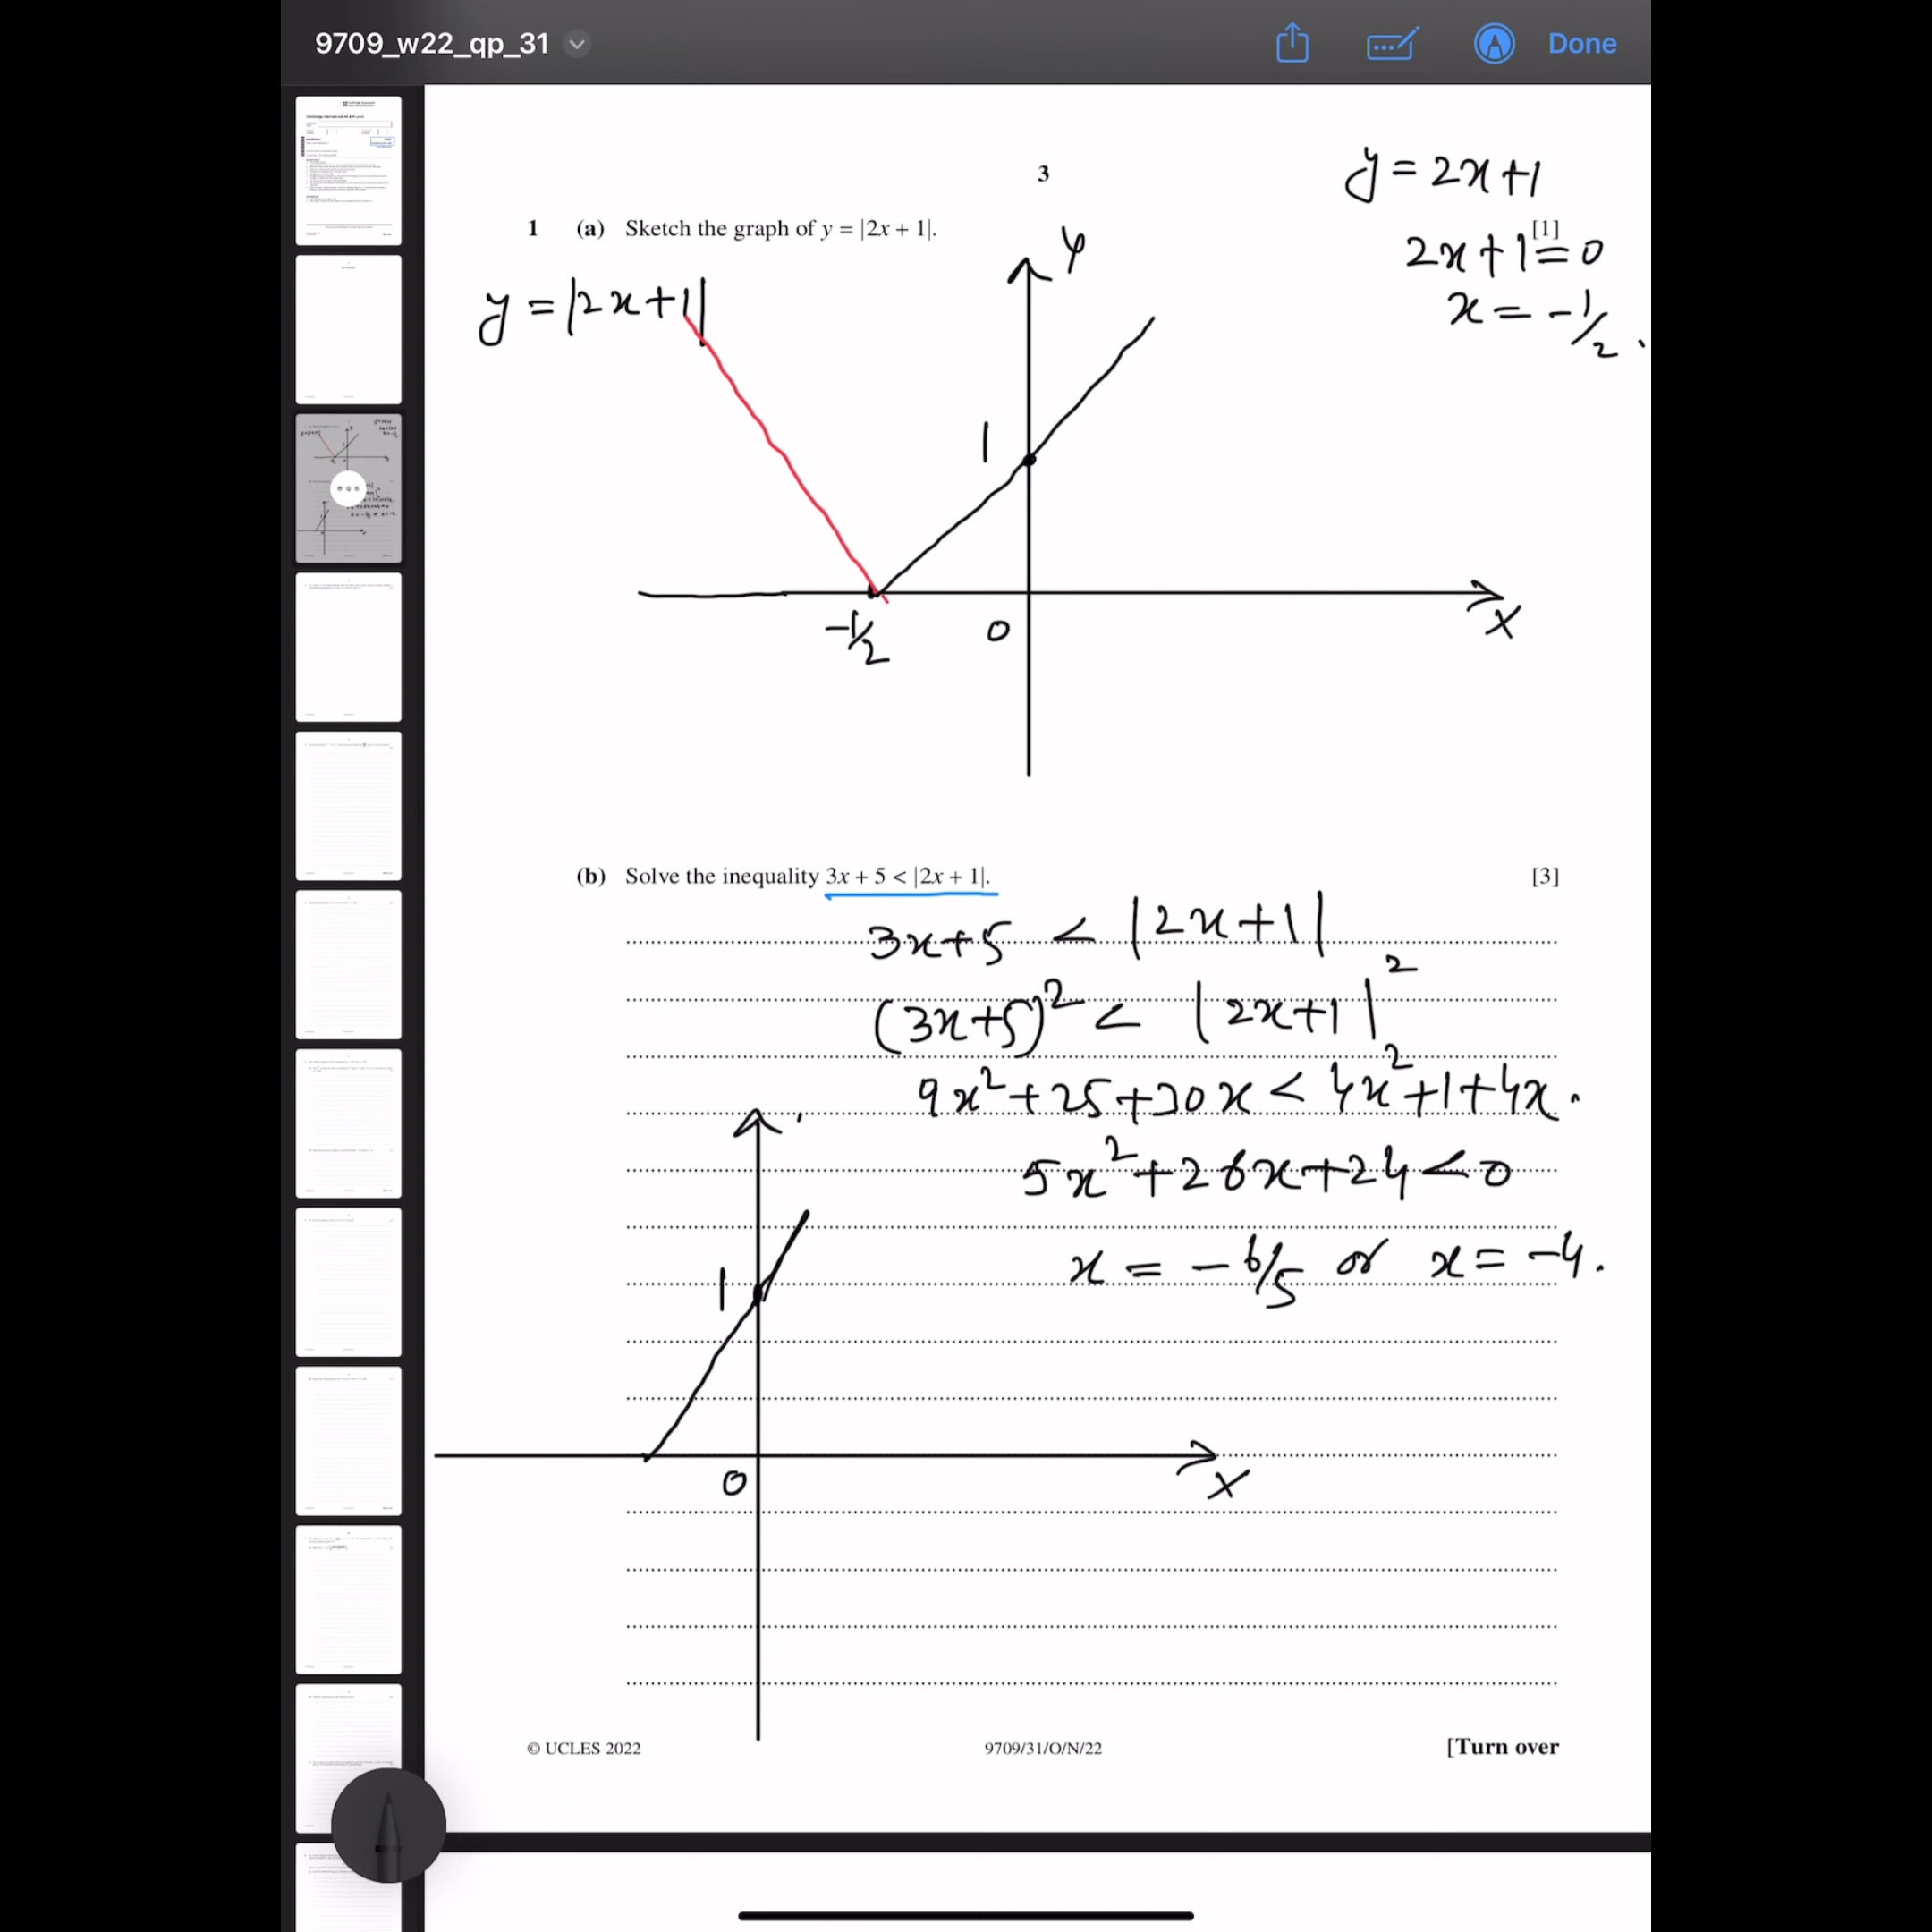 9709_w22_qp_31
Done
3
y = 2x+1
1 (a) Sketch the graph of y = |2x + 1|. [1]
2x+1=0
x = -1/2.
y = |2x+1|
y
1
-1/2
0
x
(b) Solve the inequality 3x + 5 < |2x + 1|. [3]
3x+5 < |2x+1|
(3x+5)² < |2x+1|²
9x²+25+30x < 4x²+1+4x.
5x²+26x+24<0
x = -6/5 or x = -4.
1
0
x
© UCLES 2022
9709/31/O/N/22
[Turn over